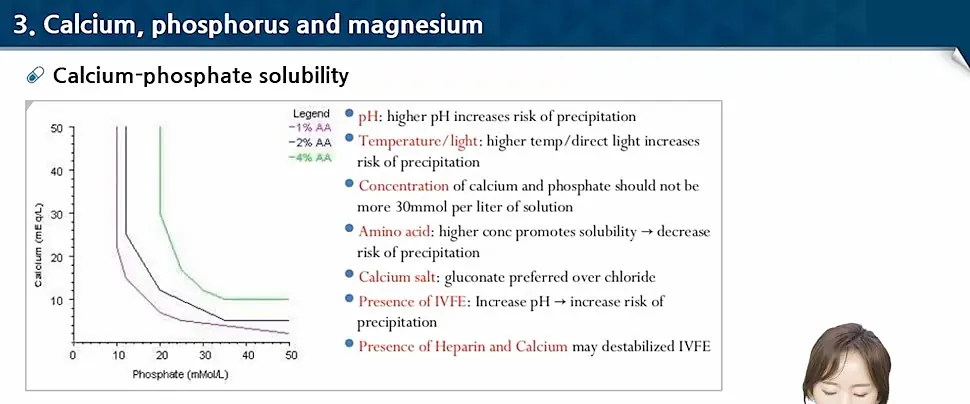 3. Calcium, phosphorus and magnesium
Calcium-phosphate solubility
Legend
−1% AA
−2% AA
−4% AA
50
40
30
20
10
0
10
20
30
40
50
Calcium (mEq/L)
Phosphate (mMol/L)
pH: higher pH increases risk of precipitation
Temperature/light: higher temp/direct light increases
risk of precipitation
Concentration of calcium and phosphate should not be
more 30mmol per liter of solution
Amino acid: higher conc promotes solubility → decrease
risk of precipitation
Calcium salt: gluconate preferred over chloride
Presence of IVFE: Increase pH → increase risk of
precipitation
Presence of Heparin and Calcium may destabilized IVFE